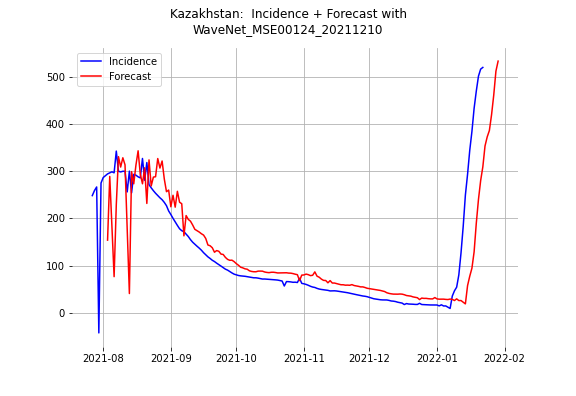 Kazakhstan:  Incidence + Forecast with
WaveNet_MSE00124_20211210
Incidence
Forecast
500
400
300
200
100
0
2021-08 2021-09 2021-10 2021-11 2021-12 2022-01 2022-02